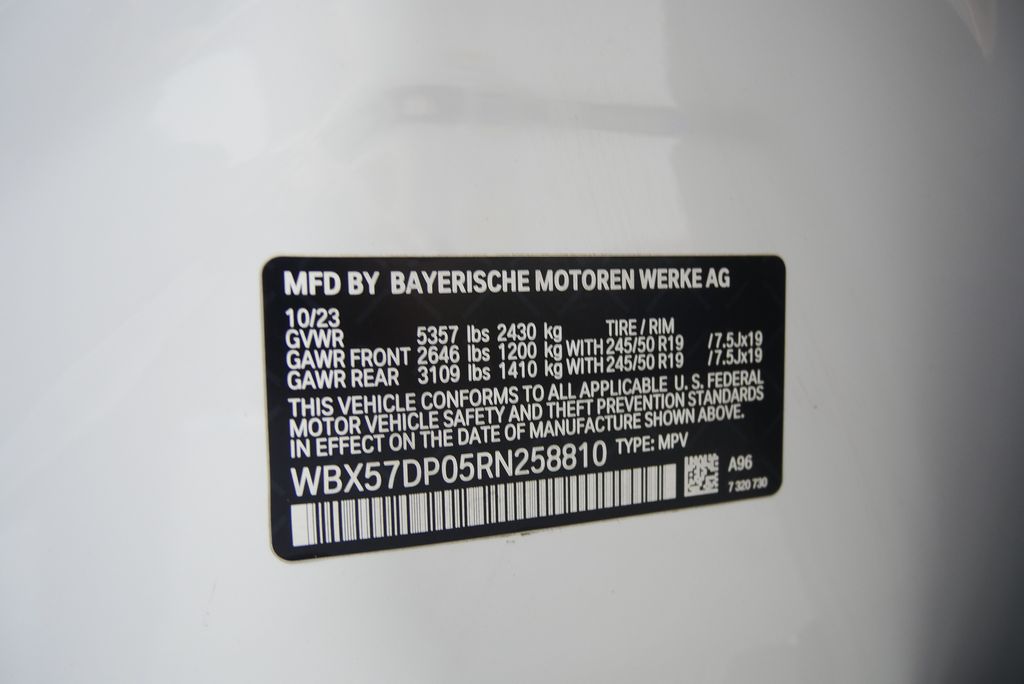 MFD BY BAYERISCHE MOTOREN WERKE AG
10/23
GVWR 5357 lbs 2430 kg TIRE / RIM
GAWR FRONT 2646 lbs 1200 kg WITH 245/50 R19 /7.5Jx19
GAWR REAR 3109 lbs 1410 kg WITH 245/50 R19 /7.5Jx19
THIS VEHICLE CONFORMS TO ALL APPLICABLE U.S. FEDERAL
MOTOR VEHICLE SAFETY AND THEFT PREVENTION STANDARDS
IN EFFECT ON THE DATE OF MANUFACTURE SHOWN ABOVE.
WBX57DP05RN258810 TYPE: MPV
A96
7 320 730